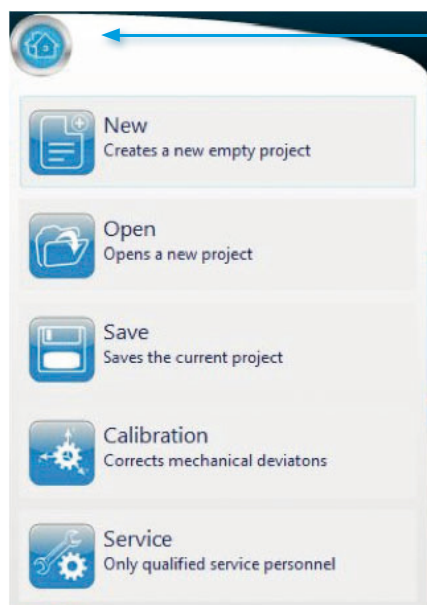 New
Creates a new empty project
Open
Opens a new project
Save
Saves the current project
Calibration
Corrects mechanical deviatons
Service
Only qualified service personnel